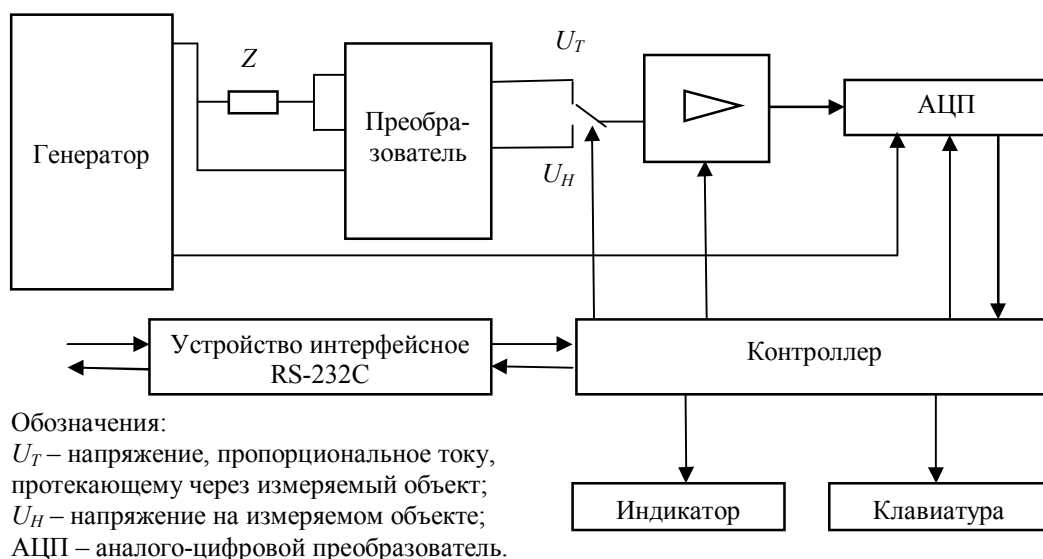 Z
U_T
U_H
Генератор
Преобра-
зователь
АЦП
Устройство интерфейсное
RS-232С
Контроллер
Обозначения:
U_T – напряжение, пропорциональное току,
протекающему через измеряемый объект;
U_H – напряжение на измеряемом объекте;
АЦП – аналого-цифровой преобразователь.
Индикатор
Клавиатура